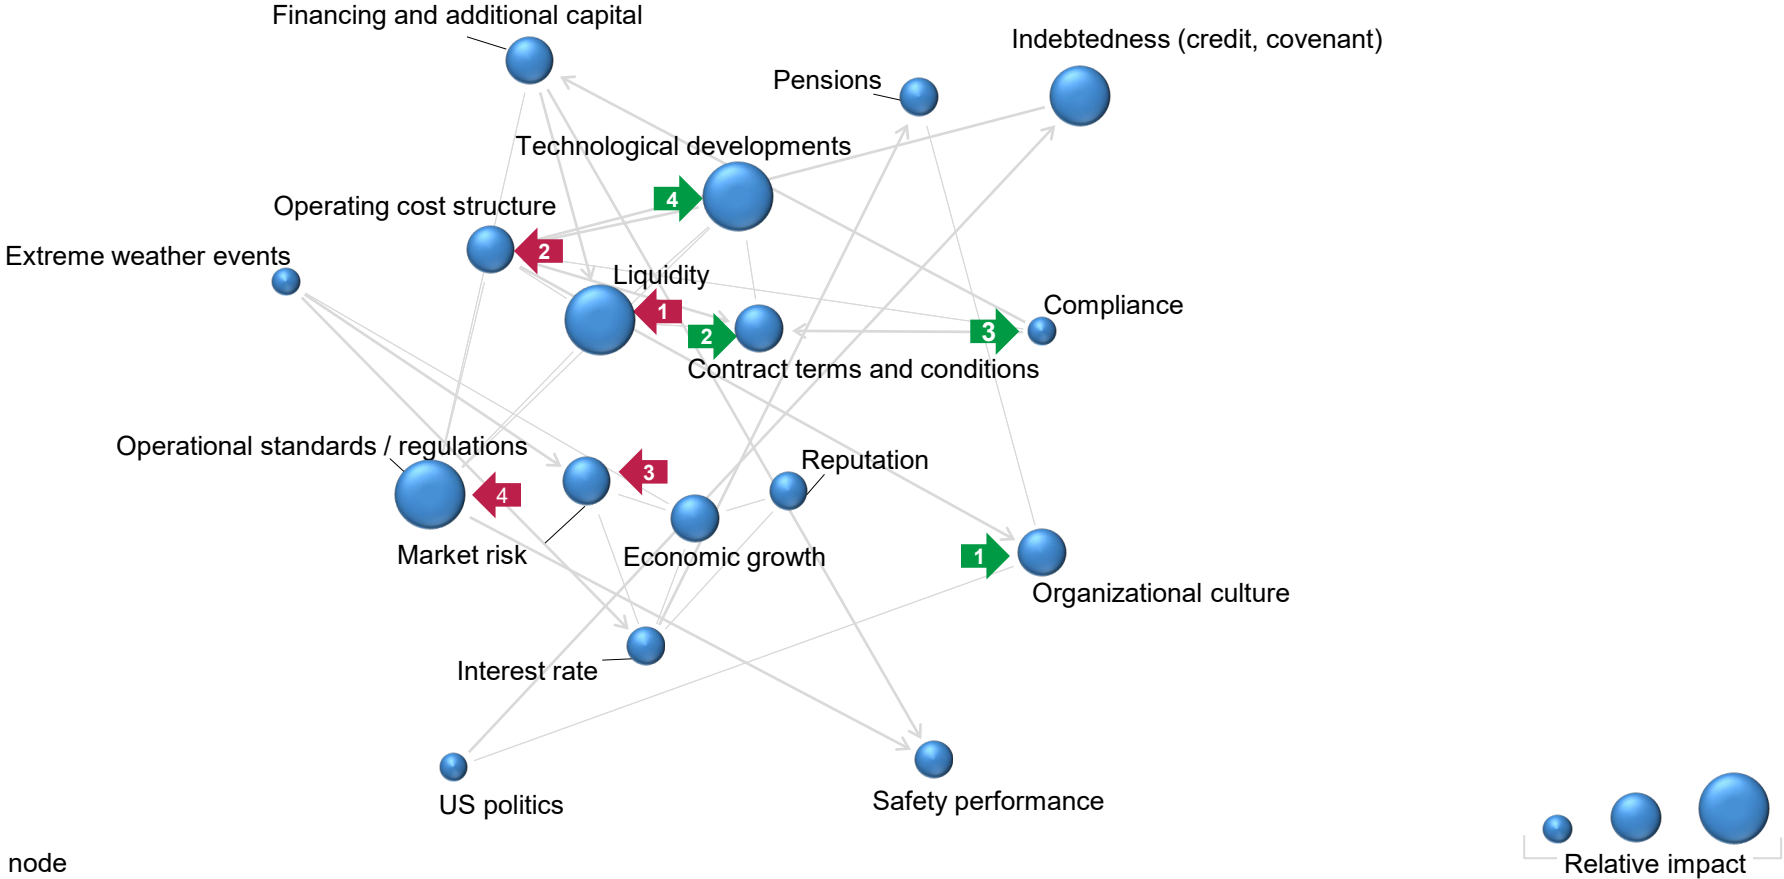 Financing and additional capital
Indebtedness (credit, covenant)
Pensions
Technological developments
4
Operating cost structure
2
Extreme weather events
Liquidity
1
Compliance
2
3
Contract terms and conditions
Operational standards / regulations
Reputation
3
4
Market risk
Economic growth
1
Organizational culture
Interest rate
US politics
Safety performance
node
Relative impact